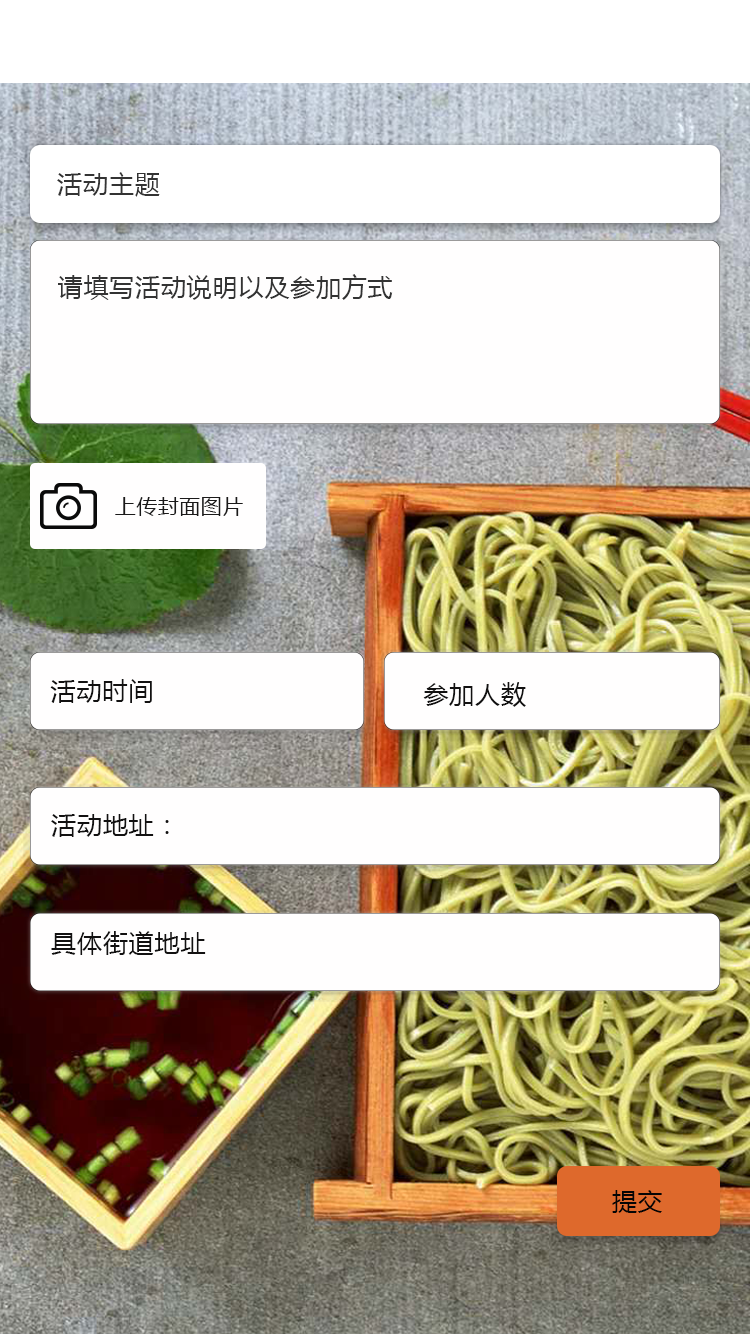 活动主题
请填写活动说明以及参加方式
上传封面图片
活动时间
参加人数
活动地址：
具体街道地址
提交